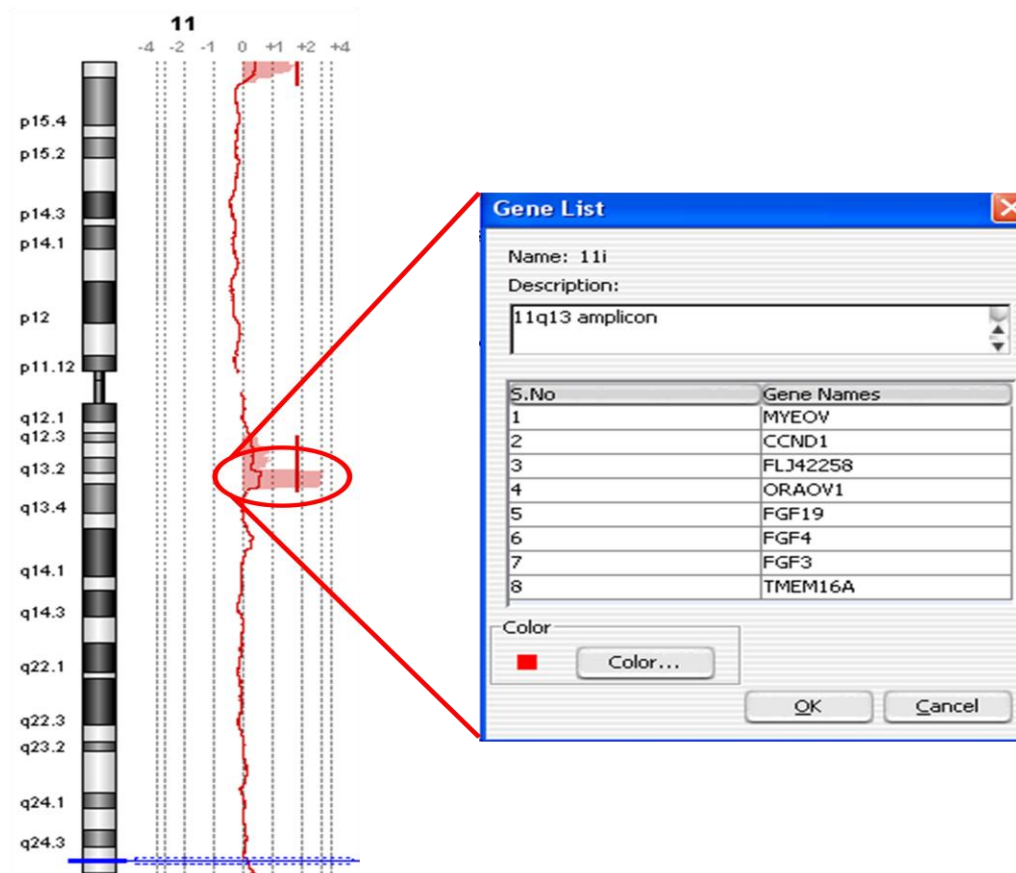 11
-4 -2 -1 0 +1 +2 +4
p15.4
p15.2
p14.3
p14.1
p12
p11.12
q12.1
q12.3
q13.2
q13.4
q14.1
q14.3
q22.1
q22.3
q23.2
q24.1
q24.3
Gene List
Name: 11i
Description:
11q13 amplicon
S.No Gene Names
1 MYEOV
2 CCND1
3 FLJ42258
4 ORAOV1
5 FGF19
6 FGF4
7 FGF3
8 TMEM16A
Color
Color...
OK Cancel